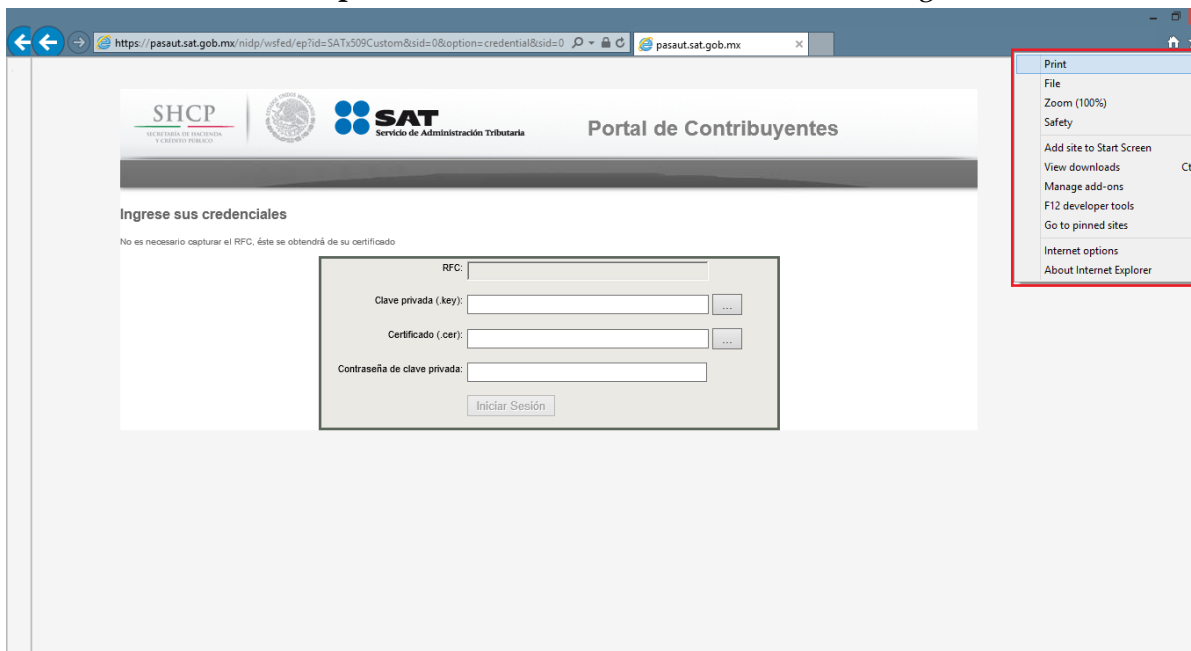 https://pasaut.sat.gob.mx/nidp/wsfed/ep?id=SATx509Custom&sid=0&option=credential&sid=0
pasaut.sat.gob.mx
Print
File
Zoom (100%)
Safety
Add site to Start Screen
View downloads
Manage add-ons
F12 developer tools
Go to pinned sites
Internet options
About Internet Explorer
SHCP
SECRETARÍA DE HACIENDA
Y CRÉDITO PÚBLICO
SAT
Servicio de Administración Tributaria
Portal de Contribuyentes
Ingrese sus credenciales
No es necesario capturar el RFC, éste se obtendrá de su certificado
RFC:
Clave privada (.key): ...
Certificado (.cer): ...
Contraseña de clave privada:
Iniciar Sesión